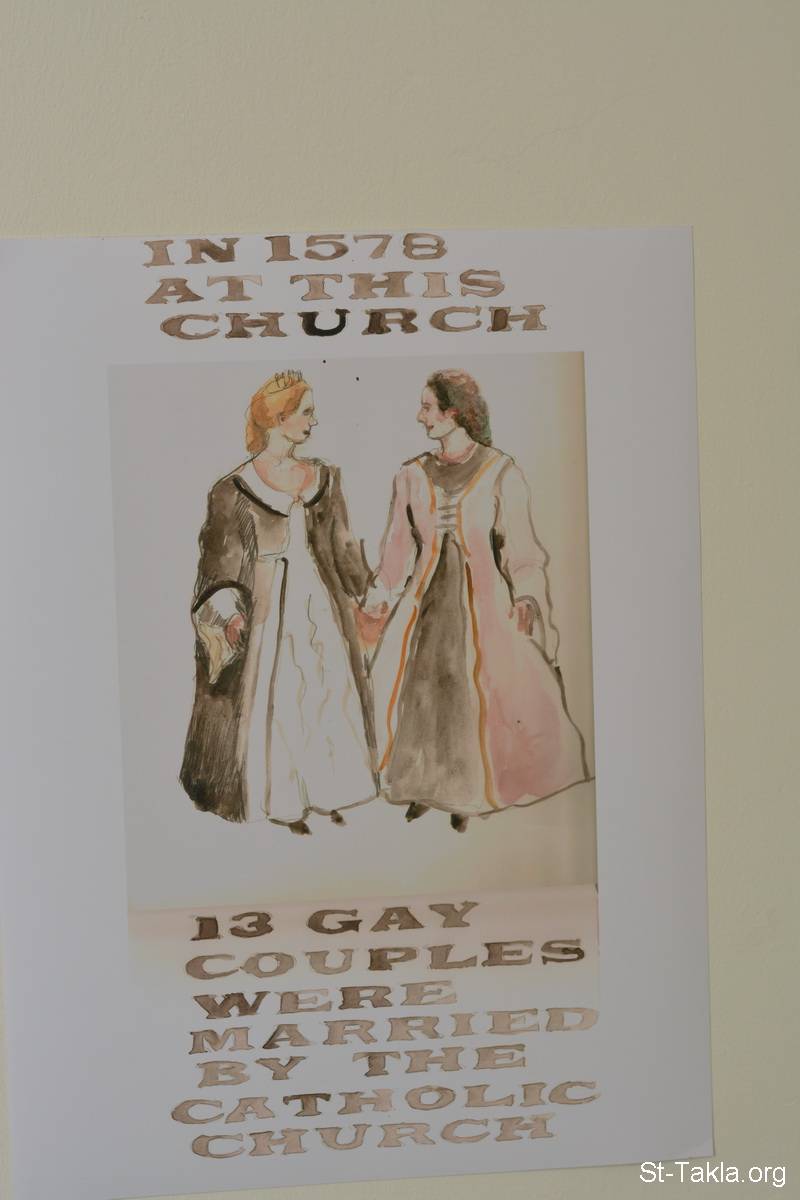 IN 1578
AT THIS
CHURCH
13 GAY
COUPLES
WERE
MARRIED
BY THE
CATHOLIC
CHURCH
St-Takla.org